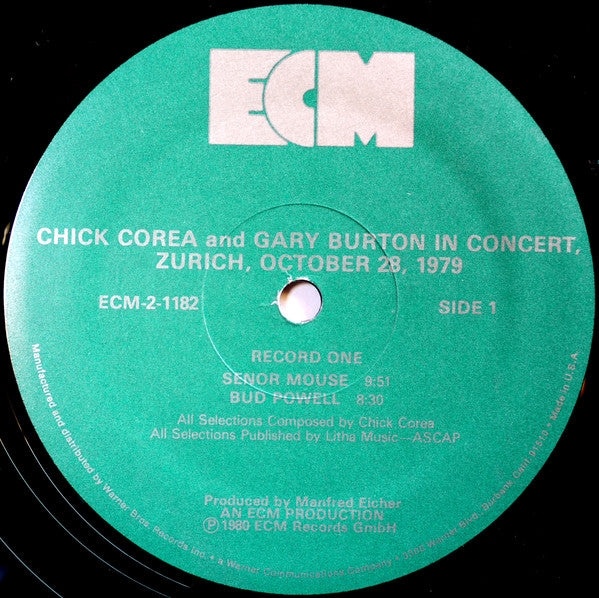 ECM
CHICK COREA and GARY BURTON IN CONCERT,
ZURICH, OCTOBER 28, 1979
ECM-2-1182
SIDE 1
RECORD ONE
SENOR MOUSE 9:51
BUD POWELL 8:30
All Selections Composed by Chick Corea
All Selections Published by Litha Music—ASCAP
Produced by Manfred Eicher
AN ECM PRODUCTION
Ⓟ1980 ECM Records GmbH
Manufactured and distributed by Warner Bros. Records Inc. • a Warner Communications Company • 3300 Warner Blvd., Burbank, Calif. 91510 • Made in U.S.A.